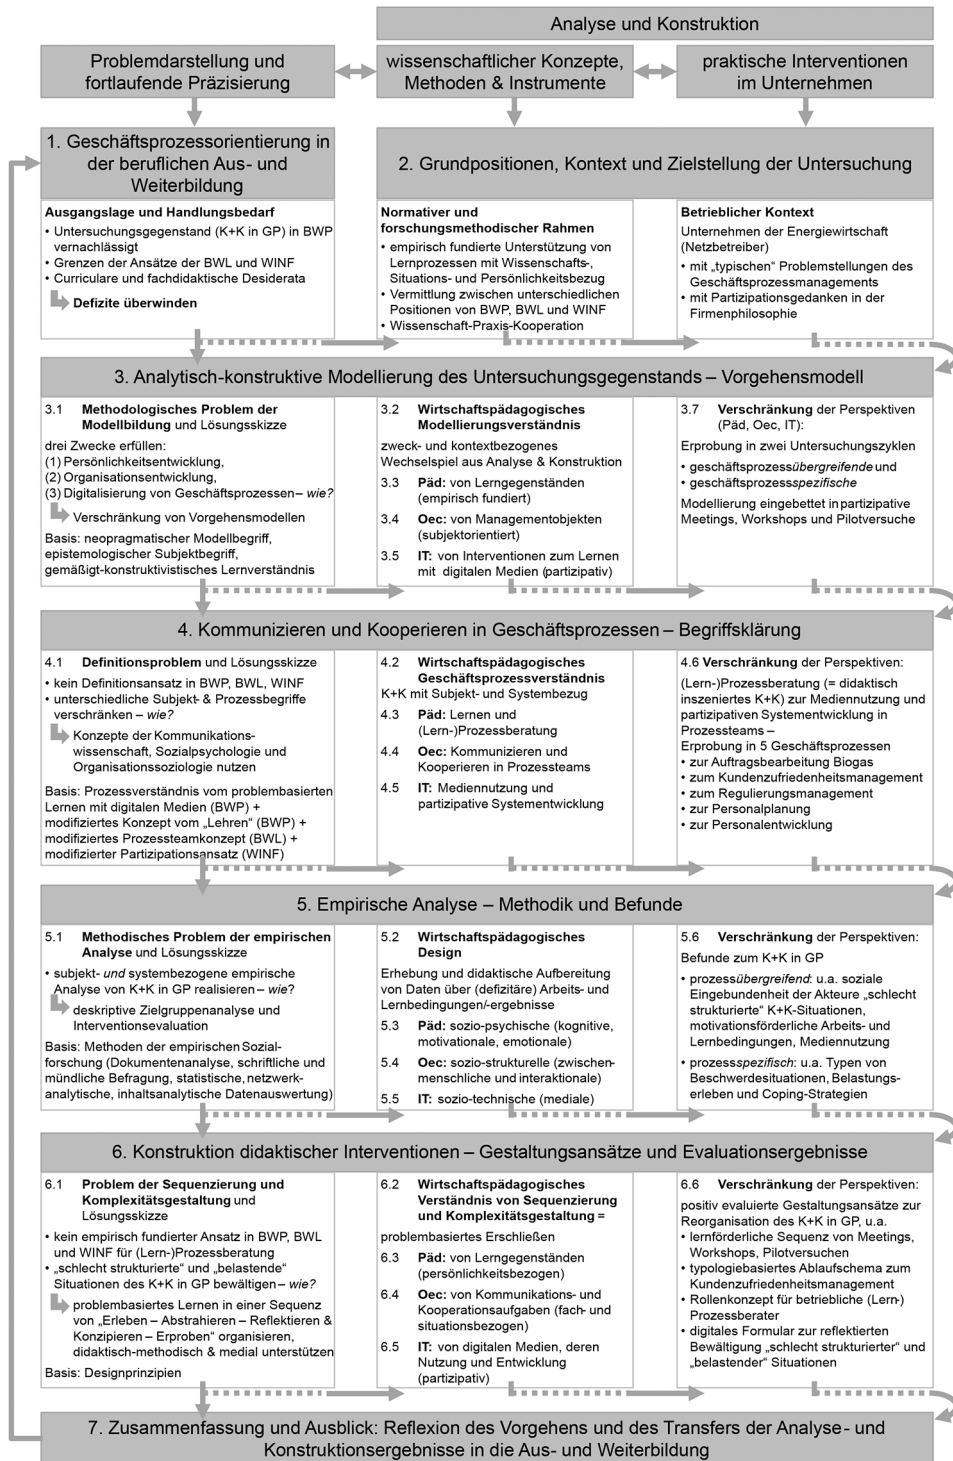 Analyse und Konstruktion
Problemdarstellung und
fortlaufende Präzisierung
wissenschaftlicher Konzepte,
Methoden & Instrumente
praktische Interventionen
im Unternehmen
1. Geschäftsprozessorientierung in
der beruflichen Aus- und
Weiterbildung
2. Grundpositionen, Kontext und Zielstellung der Untersuchung
Ausgangslage und Handlungsbedarf
• Untersuchungsgegenstand (K+K in GP) in BWP
vernachlässigt
• Grenzen der Ansätze der BWL und WINF
• Curriculare und fachdidaktische Desiderata
Defizite überwinden
Normativer und
forschungsmethodischer Rahmen
• empirisch fundierte Unterstützung von
Lernprozessen mit Wissenschafts-,
Situations- und Persönlichkeitsbezug
• Vermittlung zwischen unterschiedlichen
Positionen von BWP, BWL und WINF
• Wissenschaft-Praxis-Kooperation
Betrieblicher Kontext
Unternehmen der Energiewirtschaft
(Netzbetreiber)
• mit „typischen“ Problemstellungen des
Geschäftsprozessmanagements
• mit Partizipationsgedanken in der
Firmenphilosophie
3. Analytisch-konstruktive Modellierung des Untersuchungsgegenstands – Vorgehensmodell
3.1 Methodologisches Problem der
Modellbildung und Lösungsskizze
drei Zwecke erfüllen:
(1) Persönlichkeitsentwicklung,
(2) Organisationsentwicklung,
(3) Digitalisierung von Geschäftsprozessen – wie?
Verschränkung von Vorgehensmodellen
Basis: neopragmatischer Modellbegriff,
epistemologischer Subjektbegriff,
gemäßigt-konstruktivistisches Lernverständnis
3.2 Wirtschaftspädagogisches
Modellierungsverständnis
zweck- und kontextbezogenes
Wechselspiel aus Analyse & Konstruktion
3.3 Päd: von Lerngegenständen
(empirisch fundiert)
3.4 Oec: von Managementobjekten
(subjektorientiert)
3.5 IT: von Interventionen zum Lernen
mit digitalen Medien (partizipativ)
3.7 Verschränkung der Perspektiven
(Päd, Oec, IT):
Erprobung in zwei Untersuchungszyklen
• geschäftsprozessübergreifende und
• geschäftsprozessspezifische
Modellierung eingebettet in partizipative
Meetings, Workshops und Pilotversuche
4. Kommunizieren und Kooperieren in Geschäftsprozessen – Begriffsklärung
4.1 Definitionsproblem und Lösungsskizze
• kein Definitionsansatz in BWP, BWL, WINF
• unterschiedliche Subjekt- & Prozessbegriffe
verschränken – wie?
Konzepte der Kommunikations-
wissenschaft, Sozialpsychologie und
Organisationssoziologie nutzen
Basis: Prozessverständnis vom problembasierten
Lernen mit digitalen Medien (BWP) +
modifiziertes Konzept vom „Lehren“ (BWP) +
modifiziertes Prozessteamkonzept (BWL) +
modifizierter Partizipationsansatz (WINF)
4.2 Wirtschaftspädagogisches
Geschäftsprozessverständnis
K+K mit Subjekt- und Systembezug
4.3 Päd: Lernen und
(Lern-)Prozessberatung
4.4 Oec: Kommunizieren und
Kooperieren in Prozessteams
4.5 IT: Mediennutzung und
partizipative Systementwicklung
4.6 Verschränkung der Perspektiven:
(Lern-)Prozessberatung (= didaktisch
inszeniertes K+K) zur Mediennutzung und
partizipativen Systementwicklung in
Prozessteams –
Erprobung in 5 Geschäftsprozessen
• zur Auftragsbearbeitung Biogas
• zum Kundenzufriedenheitsmanagement
• zum Regulierungsmanagement
• zur Personalplanung
• zur Personalentwicklung
5. Empirische Analyse – Methodik und Befunde
5.1 Methodisches Problem der empirischen
Analyse und Lösungsskizze
• subjekt- und systembezogene empirische
Analyse von K+K in GP realisieren – wie?
deskriptive Zielgruppenanalyse und
Interventionsevaluation
Basis: Methoden der empirischen Sozial-
forschung (Dokumentenanalyse, schriftliche und
mündliche Befragung, statistische, netzwerk-
analytische, inhaltsanalytische Datenauswertung)
5.2 Wirtschaftspädagogisches
Design
Erhebung und didaktische Aufbereitung
von Daten über (defizitäre) Arbeits- und
Lernbedingungen/-ergebnisse
5.3 Päd: sozio-psychische (kognitive,
motivationale, emotionale)
5.4 Oec: sozio-strukturelle (zwischen-
menschliche und interaktionale)
5.5 IT: sozio-technische (mediale)
5.6 Verschränkung der Perspektiven:
Befunde zum K+K in GP
• prozessübergreifend: u.a. soziale
Eingebundenheit der Akteure „schlecht
strukturierte“ K+K-Situationen,
motivationsförderliche Arbeits- und
Lernbedingungen, Mediennutzung
• prozessspezifisch: u.a. Typen von
Beschwerdesituationen, Belastungs-
erleben und Coping-Strategien
6. Konstruktion didaktischer Interventionen – Gestaltungsansätze und Evaluationsergebnisse
6.1 Problem der Sequenzierung und
Komplexitätsgestaltung und
Lösungsskizze
• kein empirisch fundierter Ansatz in BWP, BWL
und WINF für (Lern-)Prozessberatung
• „schlecht strukturierte“ und „belastende“
Situationen des K+K in GP bewältigen – wie?
problembasiertes Lernen in einer Sequenz
von „Erleben – Abstrahieren – Reflektieren &
Konzipieren – Erproben“ organisieren,
didaktisch-methodisch & medial unterstützen
Basis: Designprinzipien
6.2 Wirtschaftspädagogisches
Verständnis von Sequenzierung
und Komplexitätsgestaltung =
problembasiertes Erschließen
6.3 Päd: von Lerngegenständen
(persönlichkeitsbezogen)
6.4 Oec: von Kommunikations- und
Kooperationsaufgaben (fach- und
situationsbezogen)
6.5 IT: von digitalen Medien, deren
Nutzung und Entwicklung
(partizipativ)
6.6 Verschränkung der Perspektiven:
positiv evaluierte Gestaltungsansätze zur
Reorganisation des K+K in GP, u.a.
• lernförderliche Sequenz von Meetings,
Workshops, Pilotversuchen
• typologiebasiertes Ablaufschema zum
Kundenzufriedenheitsmanagement
• Rollenkonzept für betriebliche (Lern-)
Prozessberater
• digitales Formular zur reflektierten
Bewältigung „schlecht strukturierter“ und
„belastender“ Situationen
7. Zusammenfassung und Ausblick: Reflexion des Vorgehens und des Transfers der Analyse- und
Konstruktionsergebnisse in die Aus- und Weiterbildung